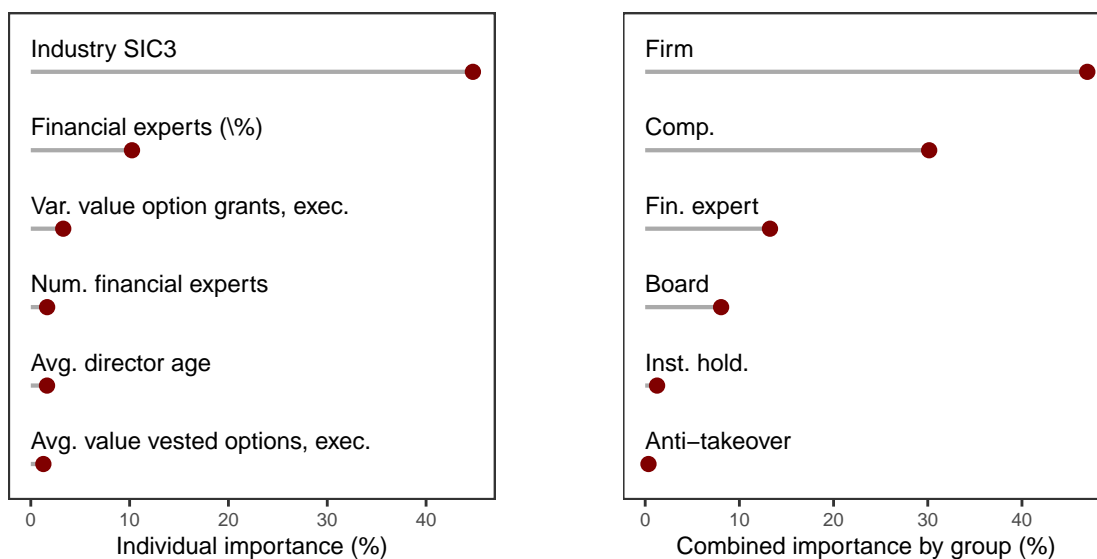 Industry SIC3
Financial experts (\%)
Var. value option grants, exec.
Num. financial experts
Avg. director age
Avg. value vested options, exec.
0 10 20 30 40
Individual importance (%)
Firm
Comp.
Fin. expert
Board
Inst. hold.
Anti−takeover
0 10 20 30 40
Combined importance by group (%)